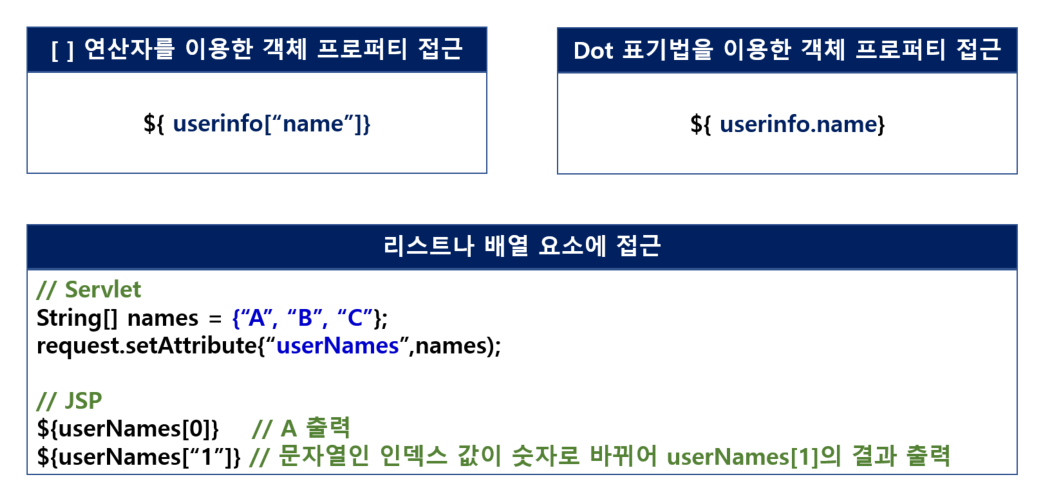 [ ] 연산자를 이용한 객체 프로퍼티 접근
${ userinfo[“name”]}
Dot 표기법을 이용한 객체 프로퍼티 접근
${ userinfo.name}
리스트나 배열 요소에 접근
// Servlet
String[] names = {“A”, “B”, “C”};
request.setAttribute{“userNames”,names);
// JSP
${userNames[0]} // A 출력
${userNames[“1”]} // 문자열인 인덱스 값이 숫자로 바뀌어 userNames[1]의 결과 출력